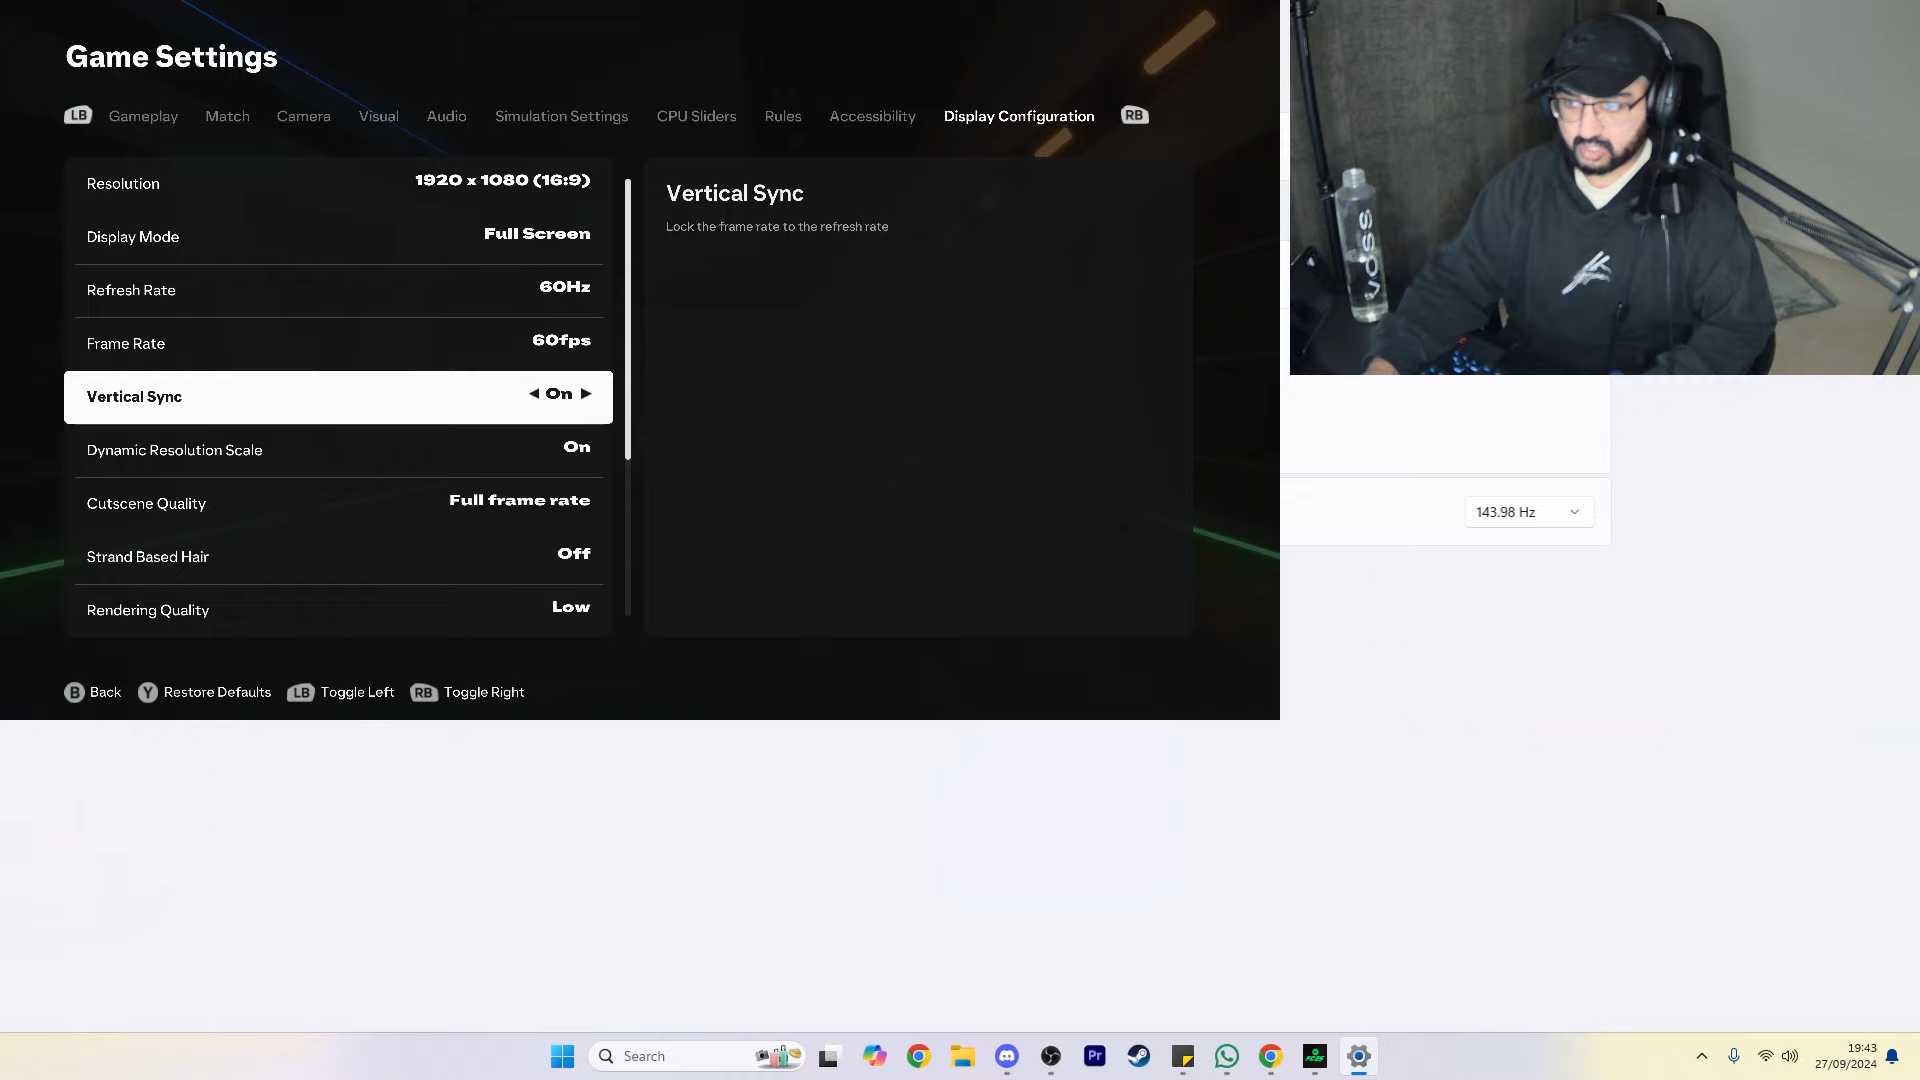 Game Settings
LB Gameplay Match Camera Visual Audio Simulation Settings CPU Sliders Rules Accessibility Display Configuration RB
Resolution 1920 x 1080 (16:9)
Display Mode Full Screen
Refresh Rate 60Hz
Frame Rate 60fps
Vertical Sync On
Dynamic Resolution Scale On
Cutscene Quality Full frame rate
Strand Based Hair Off
Rendering Quality Low
Vertical Sync
Lock the frame rate to the refresh rate
B Back Y Restore Defaults LB Toggle Left RB Toggle Right
VOSS
143.98 Hz
Search
Pr
FC25
19:43
27/09/2024